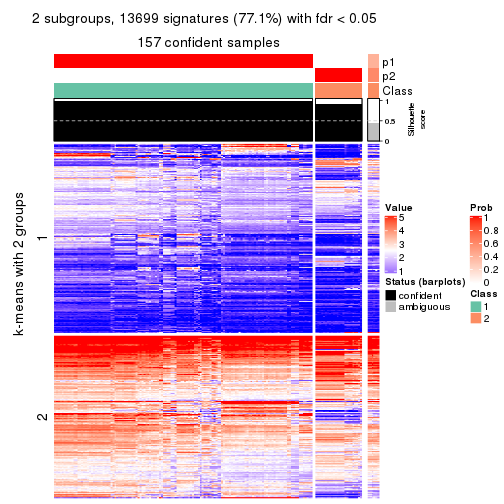 2 subgroups, 13699 signatures (77.1%) with fdr < 0.05
157 confident samples
p1
p2
Class
1
0.5
0
Silhouette
score
k-means with 2 groups
1
2
Value
5
4
3
2
1
Prob
1
0.8
0.6
0.4
0.2
0
Status (barplots)
confident
ambiguous
Class
1
2